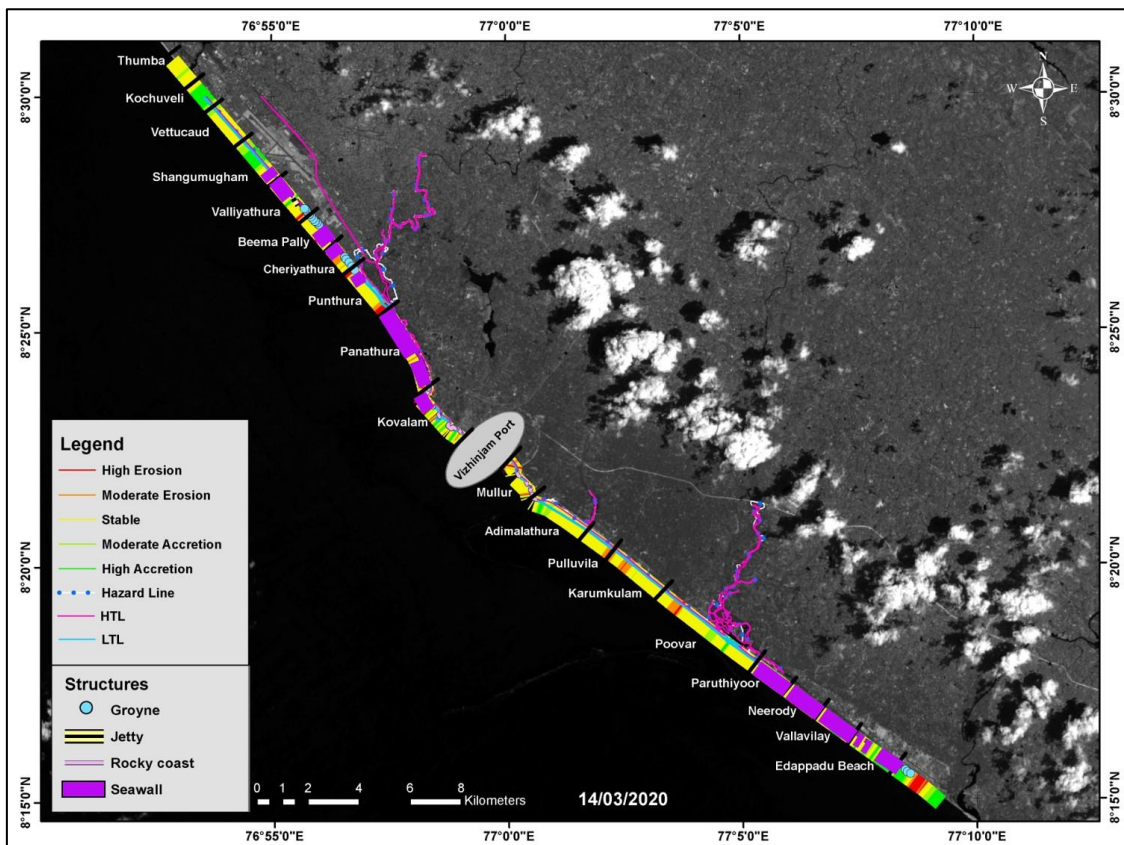 76°55'0"E 77°0'0"E 77°5'0"E 77°10'0"E
8°30'0"N
8°25'0"N
8°20'0"N
8°15'0"N
N
W E
S
Thumba
Kochuveli
Vettucaud
Shangumugham
Valliyathura
Beema Pally
Cheriyathura
Punthura
Panathura
Kovalam
Vizhinjam Port
Mullur
Adimalathura
Pulluvila
Karumkulam
Poovar
Paruthiyoor
Neerody
Vallavilay
Edappadu Beach
Legend
High Erosion
Moderate Erosion
Stable
Moderate Accretion
High Accretion
Hazard Line
HTL
LTL
Structures
Groyne
Jetty
Rocky coast
Seawall
0 1 2 4 6 8
Kilometers
14/03/2020
8°30'0"N
8°25'0"N
8°20'0"N
8°15'0"N
76°55'0"E 77°0'0"E 77°5'0"E 77°10'0"E